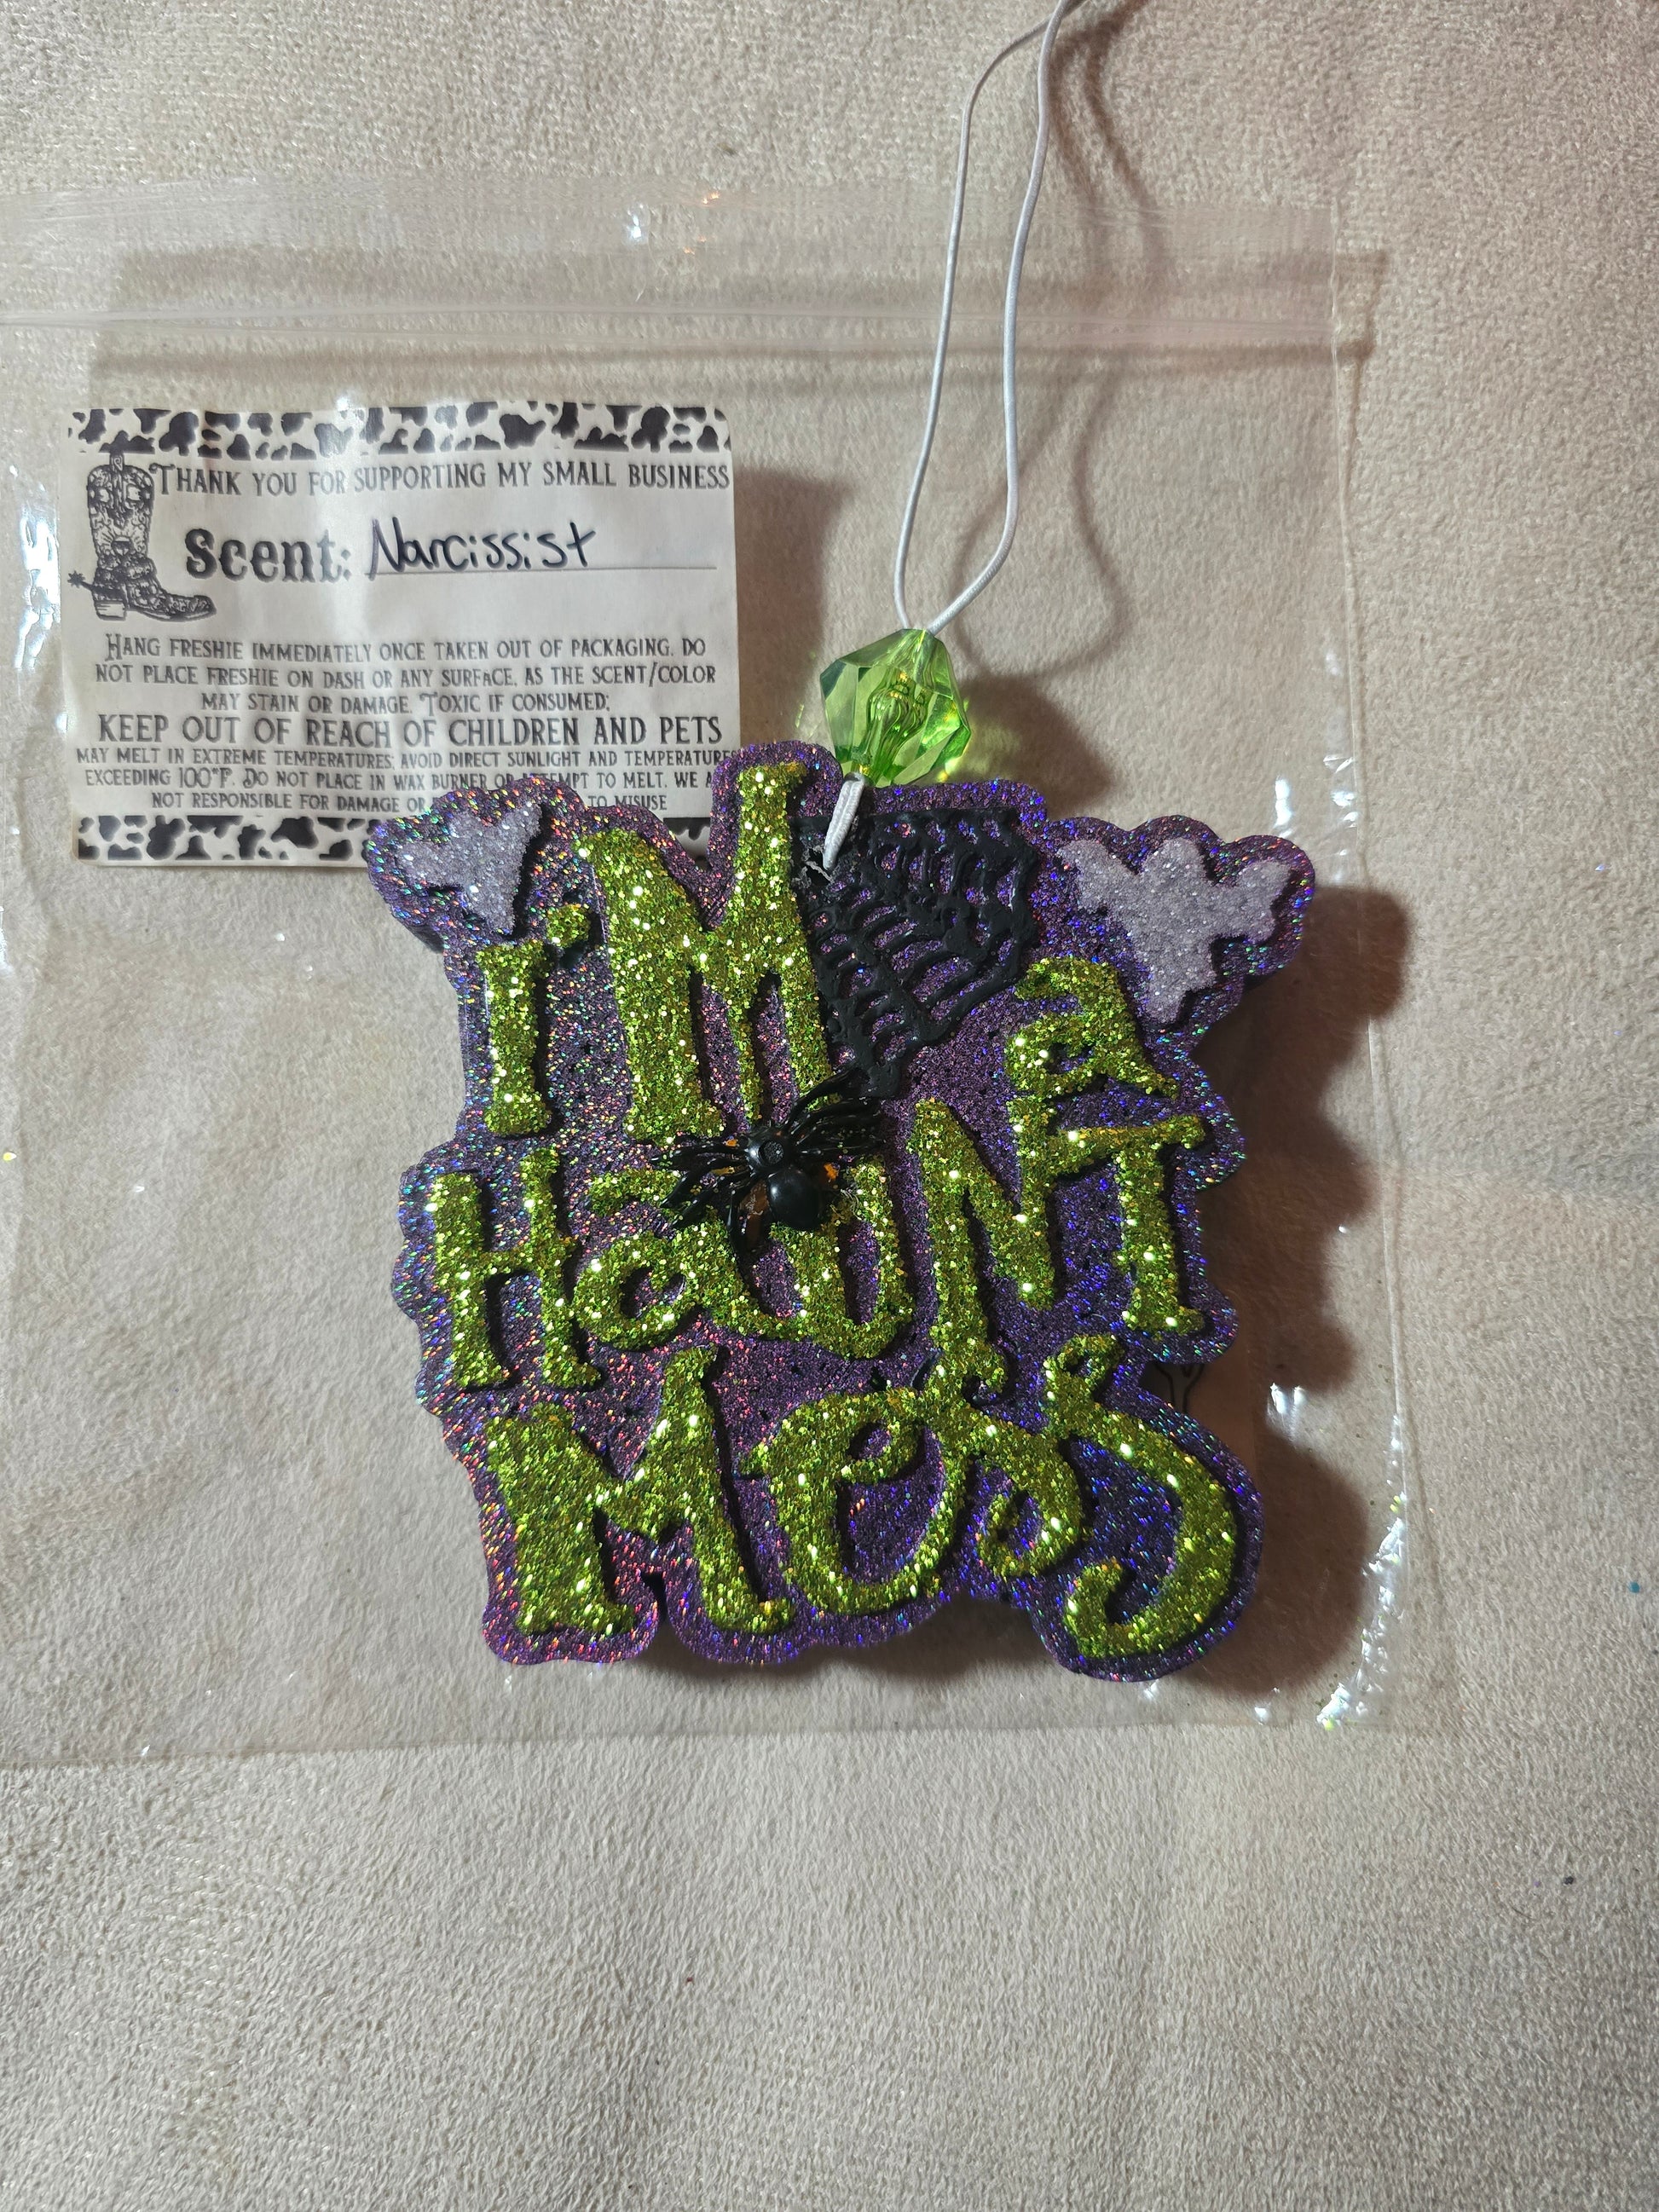 THANK YOU FOR SUPPORTING MY SMALL BUSINESS
Scent: Narcissist
HANG FRESHIE IMMEDIATELY ONCE TAKEN OUT OF PACKAGING. DO
NOT PLACE FRESHIE ON DASH OR ANY SURFACE, AS THE SCENT/COLOR
MAY STAIN OR DAMAGE. TOXIC IF CONSUMED;
KEEP OUT OF REACH OF CHILDREN AND PETS
MAY MELT IN EXTREME TEMPERATURES; AVOID DIRECT SUNLIGHT AND TEMPERATURES
EXCEEDING 100°F. DO NOT PLACE IN WAX BURNER OR ATTEMPT TO MELT. WE
NOT RESPONSIBLE FOR DAMAGE OR TO MISUSE
I'M a
HauNT
Mess